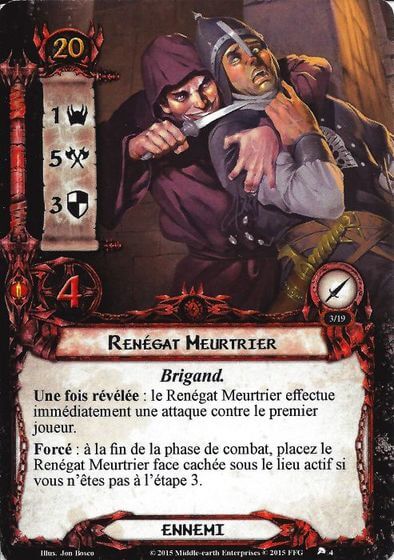 20
1
5
3
4
3/19
RENÉGAT MEURTRIER
Brigand.
Une fois révélée : le Renégat Meurtrier effectue
immédiatement une attaque contre le premier
joueur.
Forcé : à la fin de la phase de combat, placez le
Renégat Meurtrier face cachée sous le lieu actif si
vous n'êtes pas à l'étape 3.
ENNEMI
Illus. Jon Bosco © 2015 Middle-earth Enterprises © 2015 FFG 4